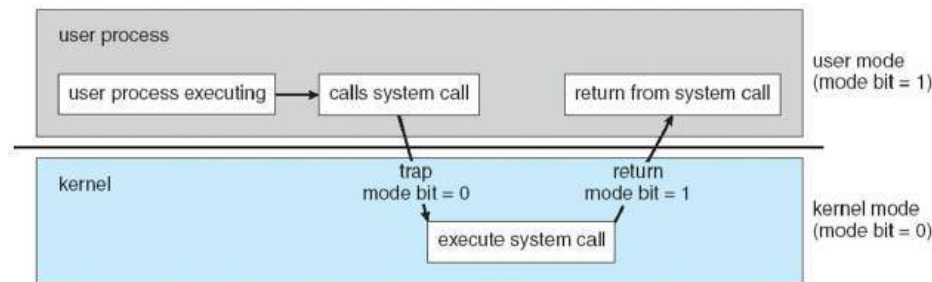 user process
user process executing
calls system call
return from system call
user mode
(mode bit = 1)
trap
mode bit = 0
return
mode bit = 1
kernel
execute system call
kernel mode
(mode bit = 0)